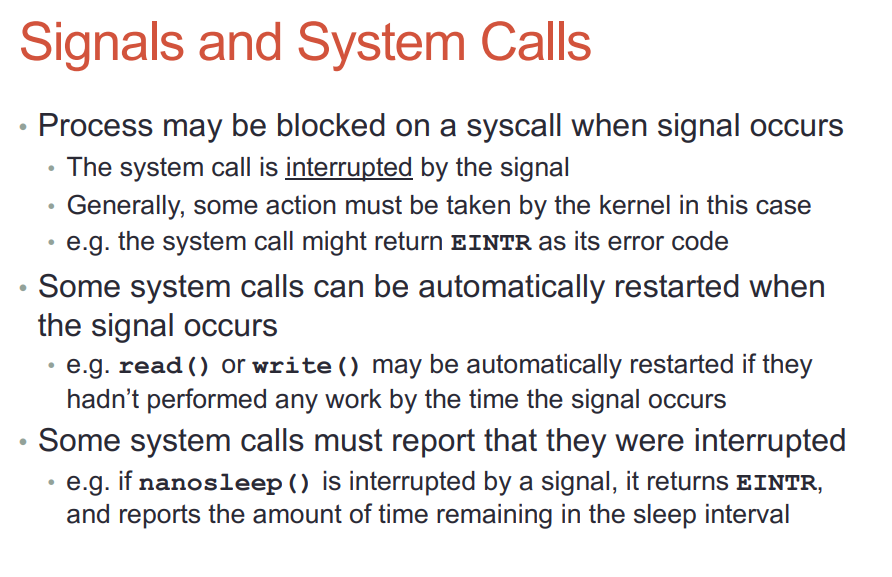 Signals and System Calls
• Process may be blocked on a syscall when signal occurs
• The system call is interrupted by the signal
• Generally, some action must be taken by the kernel in this case
• e.g. the system call might return EINTR as its error code
• Some system calls can be automatically restarted when
the signal occurs
• e.g. read() or write() may be automatically restarted if they
hadn’t performed any work by the time the signal occurs
• Some system calls must report that they were interrupted
• e.g. if nanosleep() is interrupted by a signal, it returns EINTR,
and reports the amount of time remaining in the sleep interval